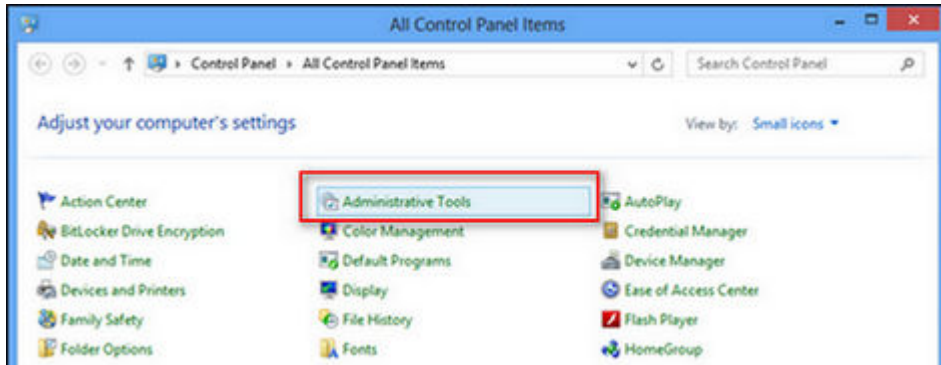 All Control Panel Items
Control Panel All Control Panel Items Search Control Panel
Adjust your computer's settings View by: Small icons
Action Center Administrative Tools AutoPlay
BitLocker Drive Encryption Color Management Credential Manager
Date and Time Default Programs Device Manager
Devices and Printers Display Ease of Access Center
Family Safety File History Flash Player
Folder Options Fonts HomeGroup